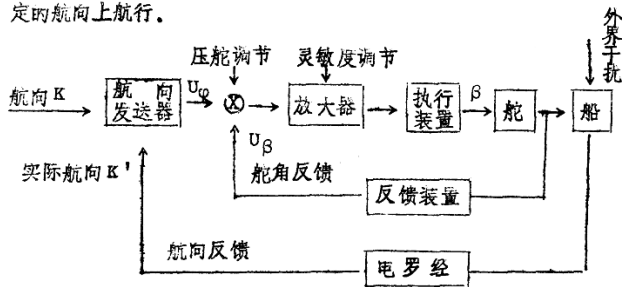 定的航向上航行.
外界干扰
压舵调节 灵敏度调节
航向K
航向
发送器
Uφ
放大器
执行
装置
β
舵
船
Uβ
实际航向K'
舵角反馈
反馈装置
航向反馈
电罗经